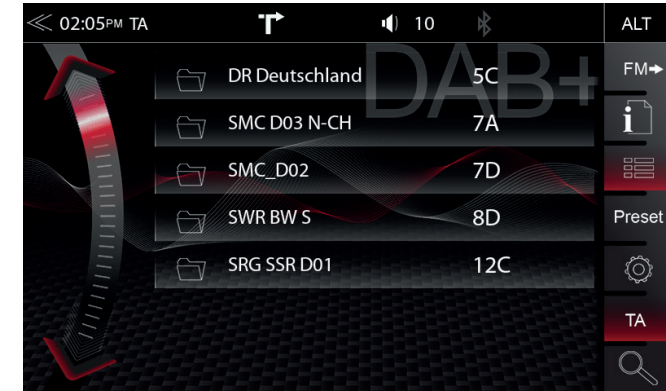 02:05PM TA 10 ALT
DAB+
FM
DR Deutschland 5C
SMC D03 N-CH 7A
i
SMC_D02 7D
SWR BW S 8D
Preset
SRG SSR D01 12C
TA